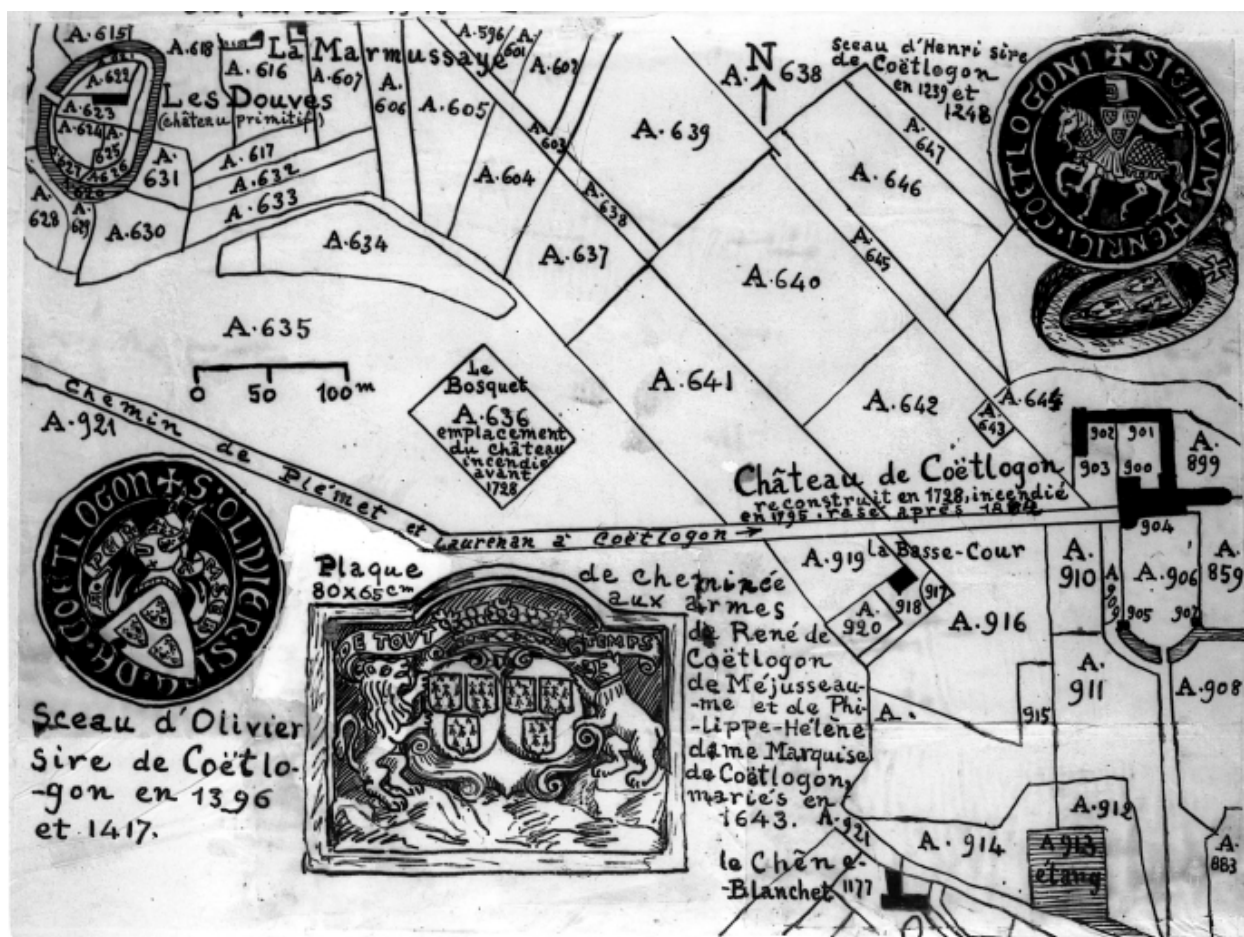 A.615
A.618
A.616
La Marmussaye
A.607
A.596
A.
601
A.602
A.622
A.623
A.624
A.
625
A.626
A.620
Les Douves
(château primitif)
A.
606
A.605
A.
603
A.604
A.617
A.
631
A.632
A.633
A.
628
A.
629
A.630
A.634
A.635
0 50 100 m
N
A. 638
A.639
A.638
A.637
A.
647
A.646
A.
645
A.640
A.641
A.642
A.
643
A.644
sceau d'Henri sire
de Coëtlogon
en 1239 et
1248
✝ SIGILLVM HENRICI COETLOGONI
Le
Bosquet
A.636
emplacement
du château
incendié
avant
1728
Chemin de Plémet et Laurenan à Coëtlogon →
A.921
Château de Coëtlogon
reconstruit en 1728, incendié
en 1795. rasé après
902
901
903
900
A.
899
904
A.919
la Basse-Cour
917
918
A.
920
A.916
A.
910
A.909
A.906
905
907
A.
859
A.
911
A.908
915
A.
A.912
A.914
A 913
étang
A.
883
A.921
le Chêne-
-Blanchet
1177
✝ S: OLIVIER: SIR: DE: COETLOGON
Sceau d'Olivier
sire de Coëtlo-
-gon en 1396
et 1417.
Plaque de cheminée
80x65cm aux
armes
de René de
Coëtlogon
de Méjusseau-
-me et de Phi-
-lippe-Hélène
dame Marquise
de Coëtlogon,
mariés en
1643.
DE TOUT TEMPS